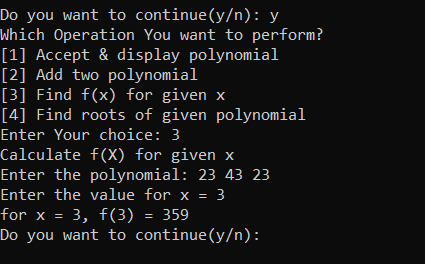 Do you want to continue(y/n): y
Which Operation You want to perform?
[1] Accept & display polynomial
[2] Add two polynomial
[3] Find f(x) for given x
[4] Find roots of given polynomial
Enter Your choice: 3
Calculate f(X) for given x
Enter the polynomial: 23 43 23
Enter the value for x = 3
for x = 3, f(3) = 359
Do you want to continue(y/n):